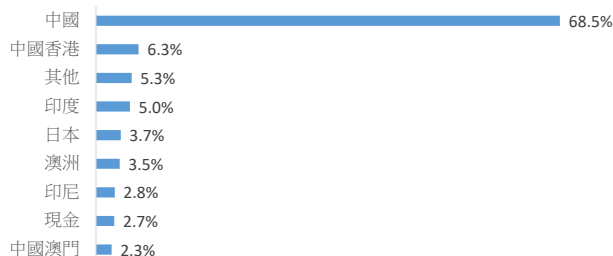 中國 68.5%
中國香港 6.3%
其他 5.3%
印度 5.0%
日本 3.7%
澳洲 3.5%
印尼 2.8%
現金 2.7%
中國澳門 2.3%